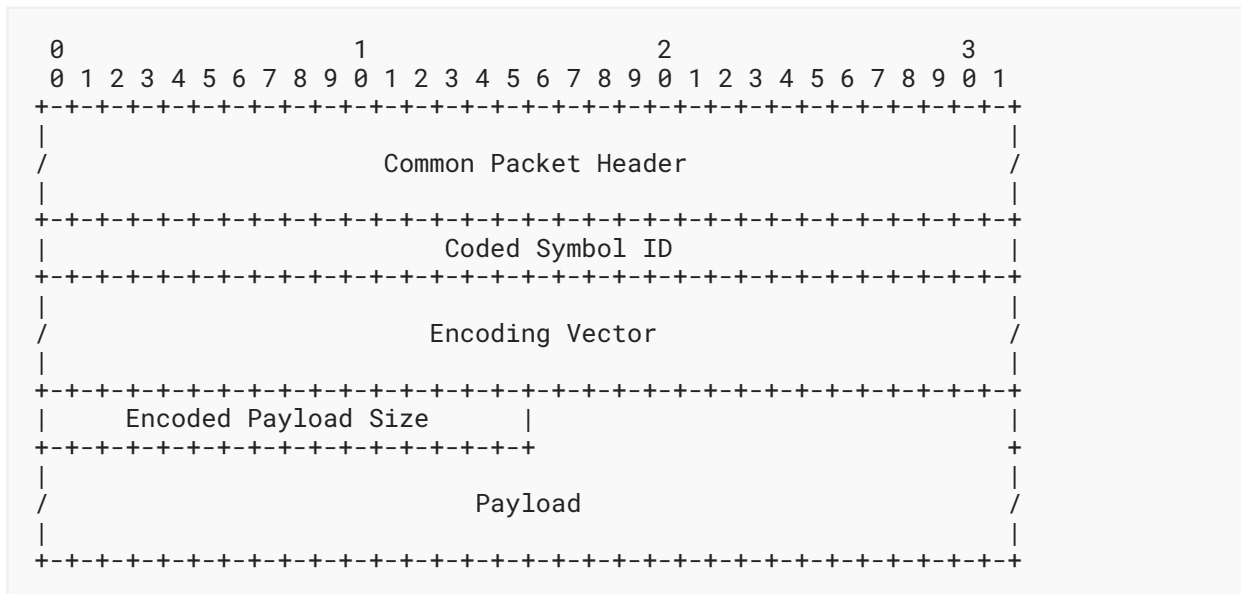 0                   1                   2                   3
 0 1 2 3 4 5 6 7 8 9 0 1 2 3 4 5 6 7 8 9 0 1 2 3 4 5 6 7 8 9 0 1
+-+-+-+-+-+-+-+-+-+-+-+-+-+-+-+-+-+-+-+-+-+-+-+-+-+-+-+-+-+-+-+-+
|                                                               |
/                      Common Packet Header                     /
|                                                               |
+-+-+-+-+-+-+-+-+-+-+-+-+-+-+-+-+-+-+-+-+-+-+-+-+-+-+-+-+-+-+-+-+
|                          Coded Symbol ID                      |
+-+-+-+-+-+-+-+-+-+-+-+-+-+-+-+-+-+-+-+-+-+-+-+-+-+-+-+-+-+-+-+-+
|                                                               |
/                         Encoding Vector                       /
|                                                               |
+-+-+-+-+-+-+-+-+-+-+-+-+-+-+-+-+-+-+-+-+-+-+-+-+-+-+-+-+-+-+-+-+
|     Encoded Payload Size      |                               |
+-+-+-+-+-+-+-+-+-+-+-+-+-+-+-+-+                               +
|                                                               |
/                            Payload                            /
|                                                               |
+-+-+-+-+-+-+-+-+-+-+-+-+-+-+-+-+-+-+-+-+-+-+-+-+-+-+-+-+-+-+-+-+